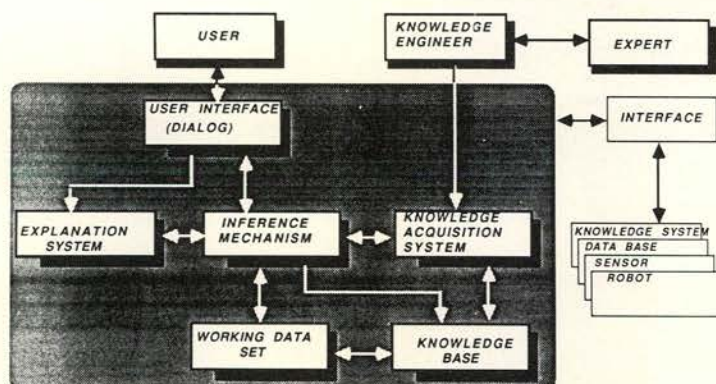 USER
KNOWLEDGE
ENGINEER
EXPERT
USER INTERFACE
(DIALOG)
INTERFACE
EXPLANATION
SYSTEM
INFERENCE
MECHANISM
KNOWLEDGE
ACQUISITION
SYSTEM
KNOWLEDGE SYSTEM
DATA BASE
SENSOR
ROBOT
WORKING DATA
SET
KNOWLEDGE
BASE